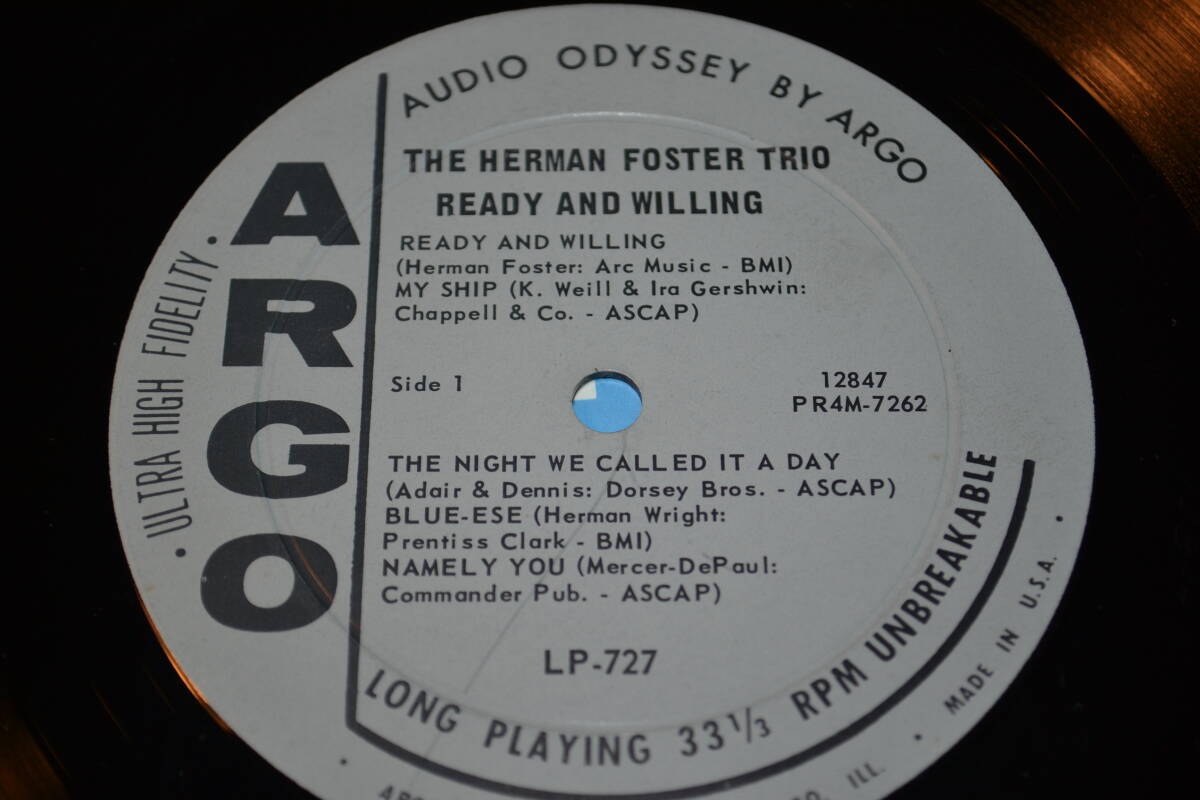 AUDIO ODYSSEY BY ARGO
THE HERMAN FOSTER TRIO
READY AND WILLING
READY AND WILLING
(Herman Foster: Arc Music - BMI)
MY SHIP (K. Weill & Ira Gershwin:
Chappell & Co. - ASCAP)
Side 1
12847
PR4M-7262
THE NIGHT WE CALLED IT A DAY
(Adair & Dennis: Dorsey Bros. - ASCAP)
BLUE-ESE (Herman Wright:
Prentiss Clark - BMI)
NAMELY YOU (Mercer-DePaul:
Commander Pub. - ASCAP)
LP-727
LONG PLAYING 33 1/3 RPM UNBREAKABLE
ARGO
• ULTRA HIGH FIDELITY •
ILL. • MADE IN U.S.A. •